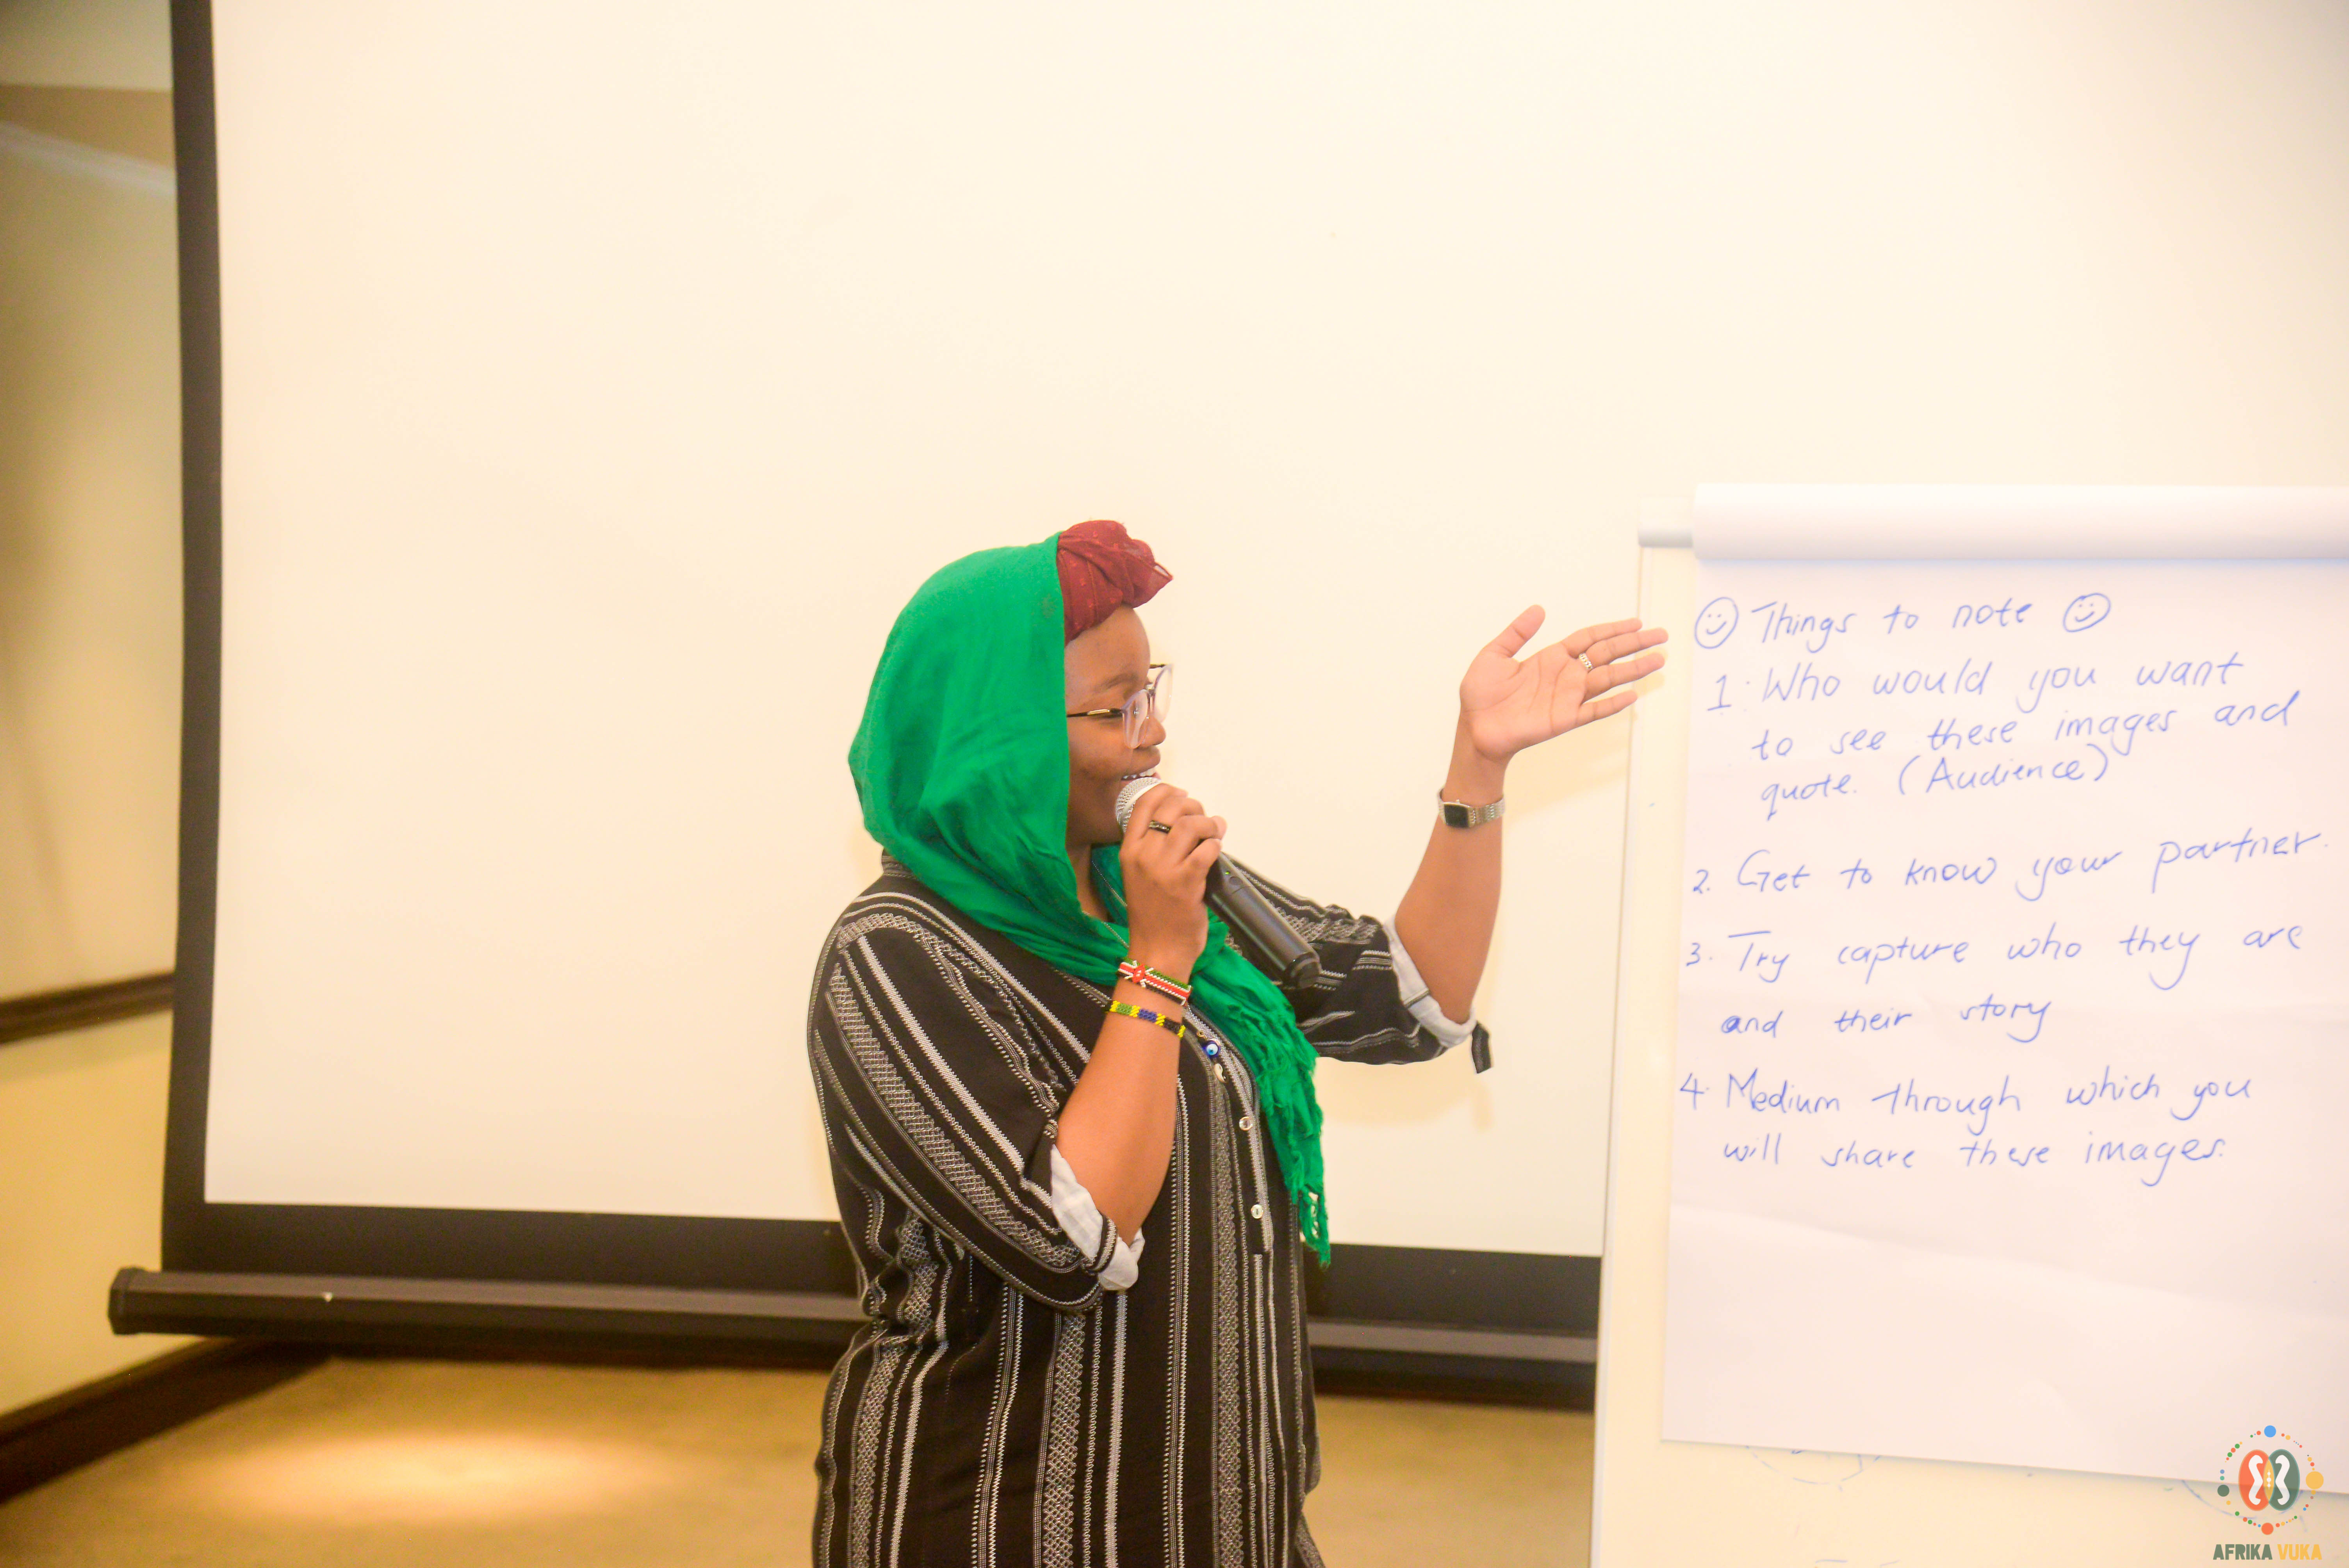 Things to note
1. Who would you want
to see these images and
quote. (Audience)
2. Get to know your partner.
3. Try capture who they are
and their story
4. Medium through which you
will share these images.
AFRIKA VUKA